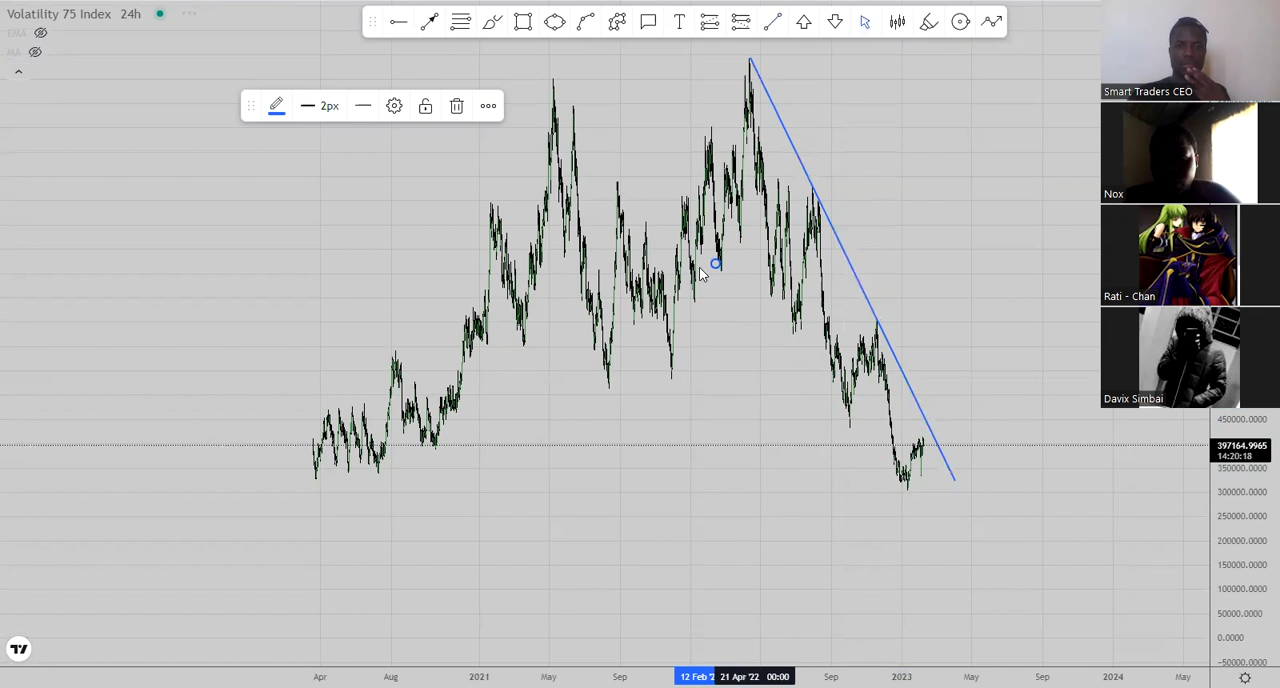 Volatility 75 Index 24h
EMA
MA
2px
T
Smart Traders CEO
Nox
Rati - Chan
Davix Simbai
450000.0000
397164.9965
14:20:18
350000.0000
300000.0000
250000.0000
200000.0000
150000.0000
100000.0000
50000.0000
0.0000
-50000.0000
Apr Aug 2021 May Sep 12 Feb '2 21 Apr '22 00:00 Sep 2023 May Sep 2024 May